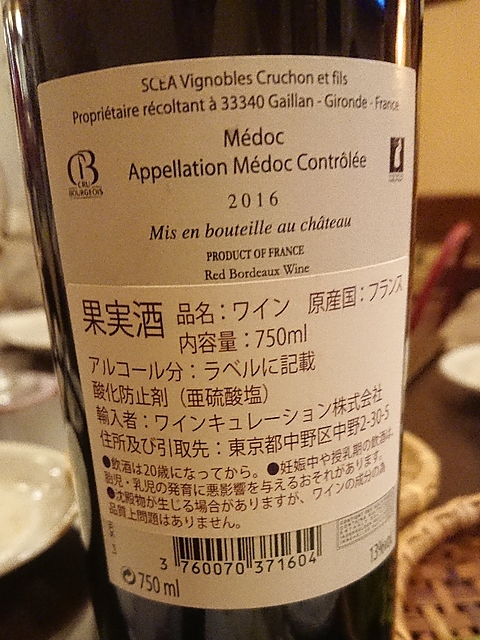 SCEA Vignobles Cruchon et fils
Propriétaire récoltant à 33340 Gaillan - Gironde - France
Médoc
Appellation Médoc Contrôlée
CB
CRU
BOURGEOIS
2016
Mis en bouteille au château
PRODUCT OF FRANCE
Red Bordeaux Wine
果実酒 品名:ワイン 原産国:フランス
内容量:750ml
アルコール分:ラベルに記載
酸化防止剤(亜硫酸塩)
輸入者:ワインキュレーション株式会社
住所及び引取先:東京都中野区中野2-30-5
●飲酒は20歳になってから。●妊娠中や授乳期の飲酒は、
胎児・乳児の発育に悪影響を与えるおそれがあります。
●沈殿物が生じる場合がありますが、ワインの成分の為
品質上問題はありません。
3 760070 371604
750 ml
13%vol.